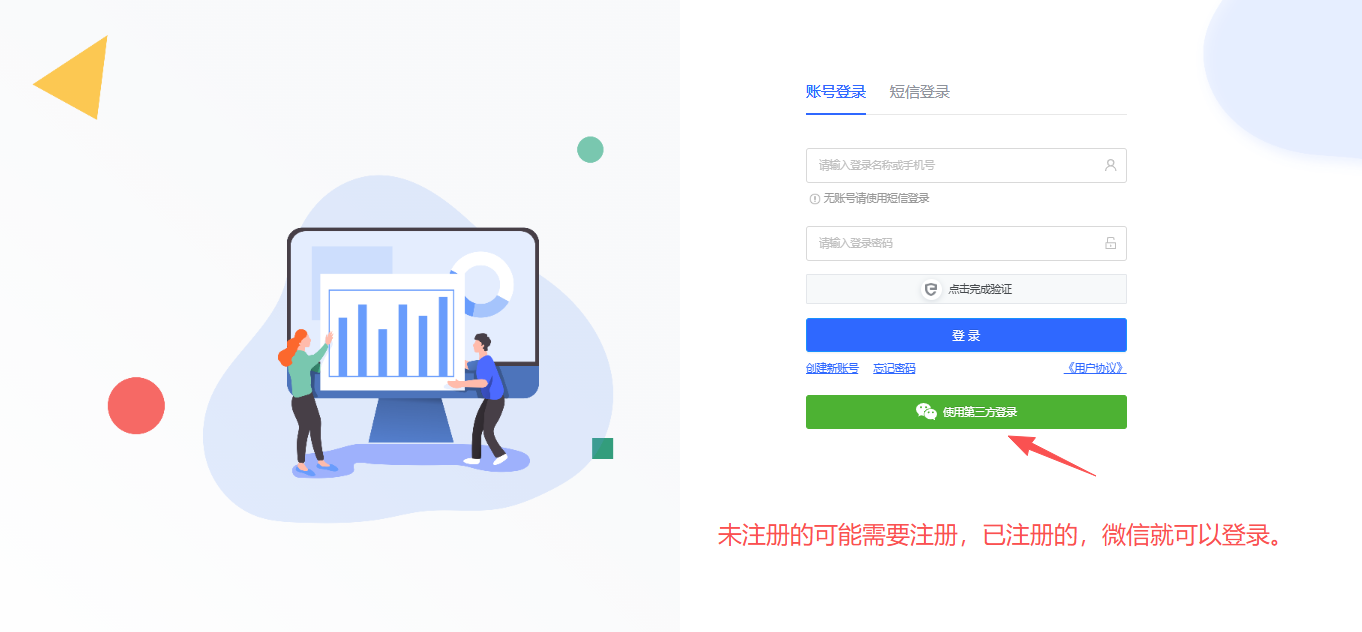 账号登录 短信登录
请输入登录名称或手机号
无账号请使用短信登录
请输入登录密码
点击完成验证
登 录
创建新账号 忘记密码 《用户协议》
使用第三方登录
未注册的可能需要注册，已注册的，微信就可以登录。